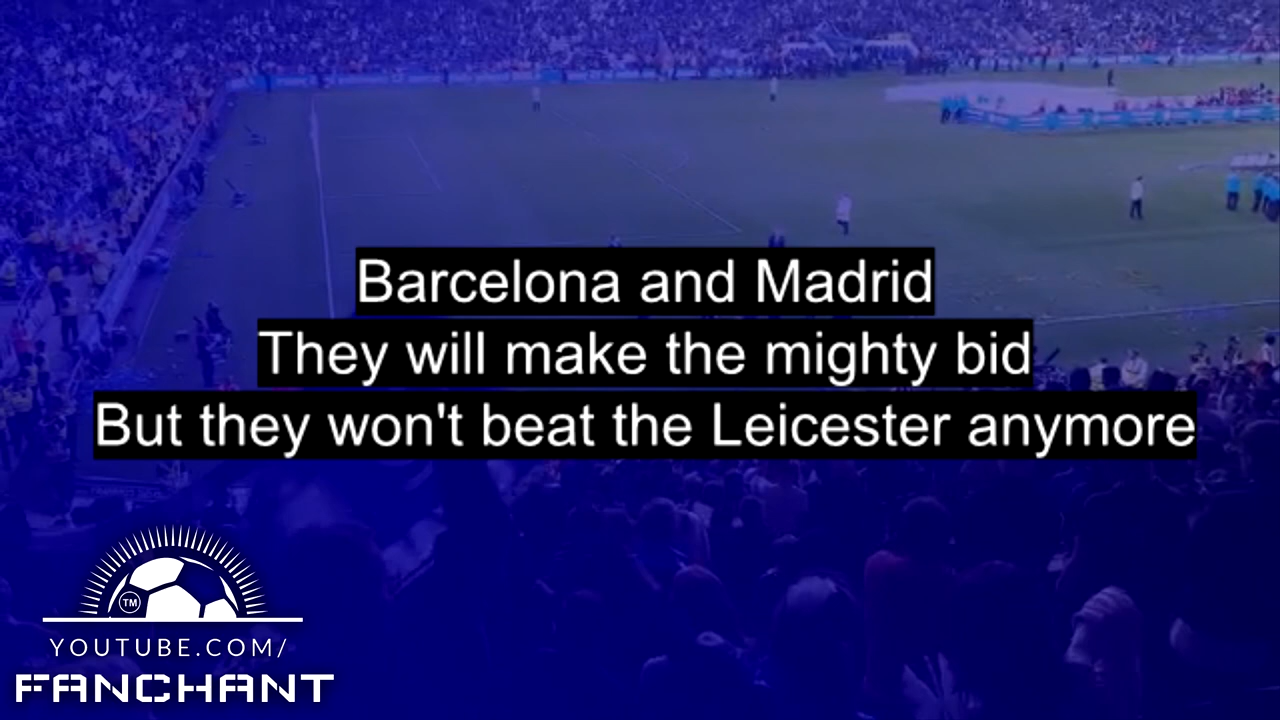 Barcelona and Madrid
They will make the mighty bid
But they won't beat the Leicester anymore
TM
YOUTUBE.COM/
FANCHANT